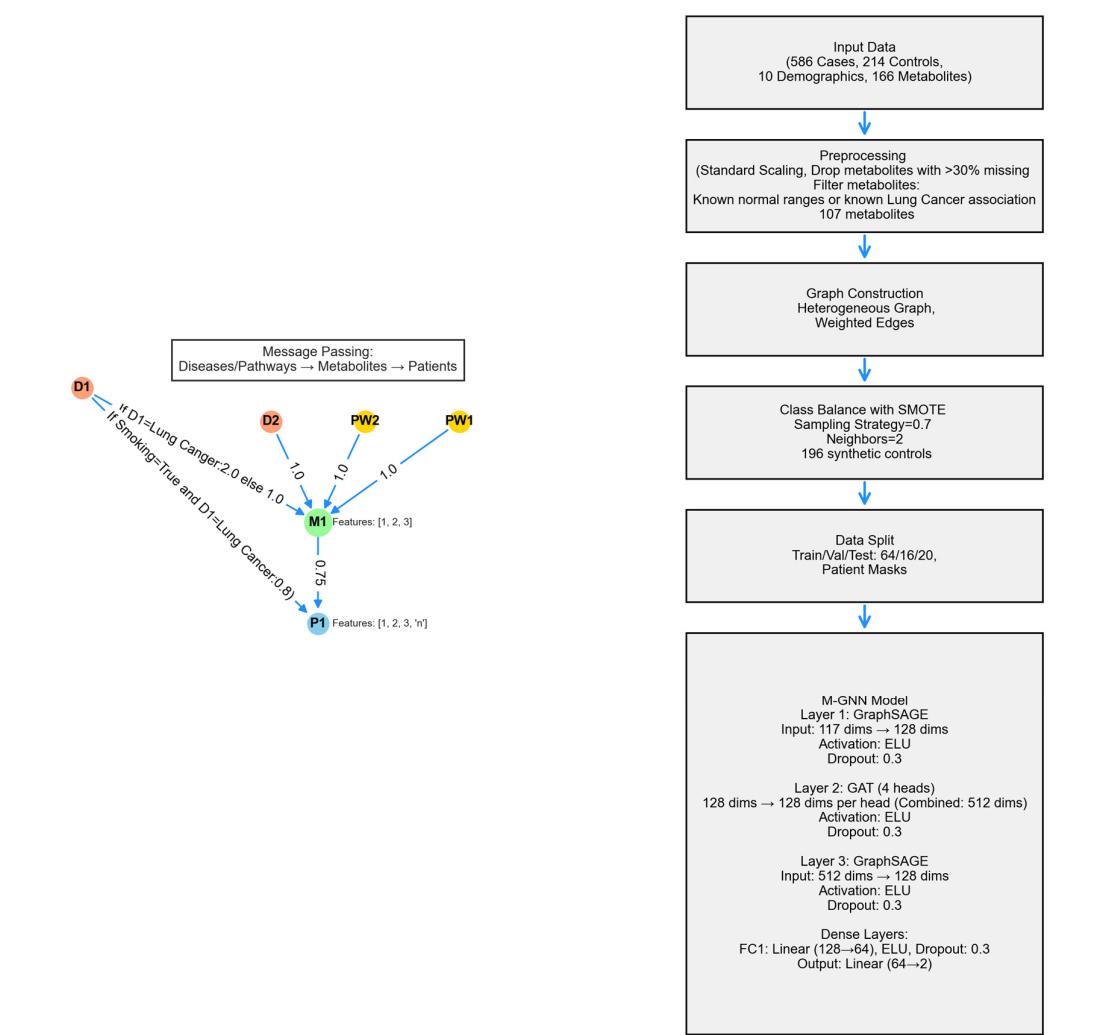 Message Passing:
Diseases/Pathways → Metabolites → Patients
D1
D2
PW2
PW1
if D1=Lung Canger:2.0 else 1.0
If Smoking=True and D1=Lung Cancer:0.8)
1.0
1.0
1.0
M1
Features: [1, 2, 3]
0.75
P1
Features: [1, 2, 3, 'n']
Input Data
(586 Cases, 214 Controls,
10 Demographics, 166 Metabolites)
Preprocessing
(Standard Scaling, Drop metabolites with >30% missing
Filter metabolites:
Known normal ranges or known Lung Cancer association
107 metabolites
Graph Construction
Heterogeneous Graph,
Weighted Edges
Class Balance with SMOTE
Sampling Strategy=0.7
Neighbors=2
196 synthetic controls
Data Split
Train/Val/Test: 64/16/20,
Patient Masks
M-GNN Model
Layer 1: GraphSAGE
Input: 117 dims → 128 dims
Activation: ELU
Dropout: 0.3
Layer 2: GAT (4 heads)
128 dims → 128 dims per head (Combined: 512 dims)
Activation: ELU
Dropout: 0.3
Layer 3: GraphSAGE
Input: 512 dims → 128 dims
Activation: ELU
Dropout: 0.3
Dense Layers:
FC1: Linear (128→64), ELU, Dropout: 0.3
Output: Linear (64→2)